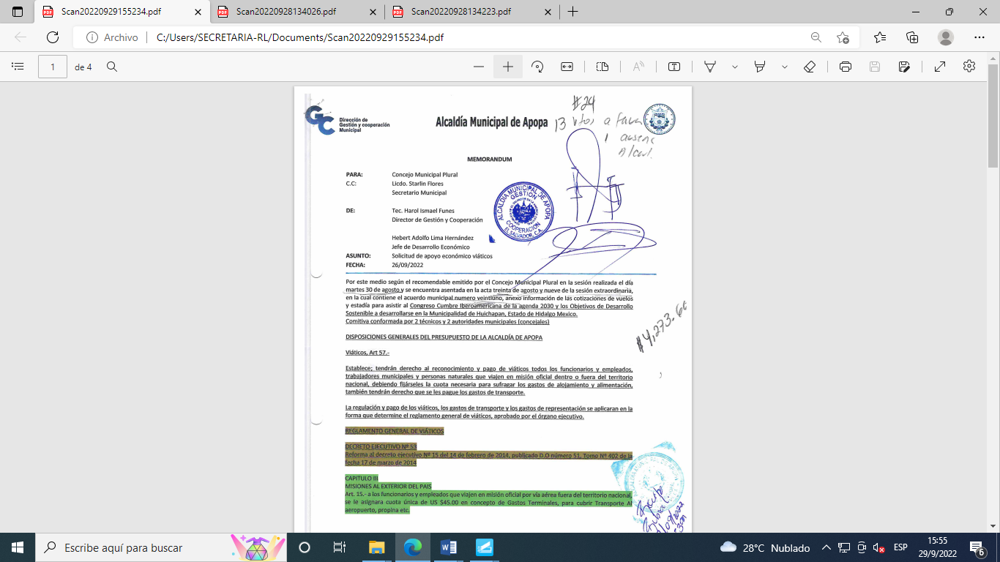 Scan20220929155234.pdf
Scan20220928134026.pdf
Scan20220928134223.pdf
Archivo
C:/Users/SECRETARIA-RL/Documents/Scan20220929155234.pdf
1 de 4
GC
Dirección de
Gestión y cooperación
Municipal
Alcaldía Municipal de Apopa
#24
13 Votos a favor
1 ausente
Alcald.
MEMORANDUM
PARA: Concejo Municipal Plural
C.C: Licdo. Starlin Flores
Secretario Municipal
DE: Tec. Harol Ismael Funes
Director de Gestión y Cooperación
Hebert Adolfo Lima Hernández
Jefe de Desarrollo Económico
ASUNTO: Solicitud de apoyo económico viáticos
FECHA: 26/09/2022
ALCALDÍA MUNICIPAL DE APOPA
GESTIÓN
COOPERACIÓN
EL SALVADOR, C.A.
Por este medio según el recomendable emitido por el Concejo Municipal Plural en la sesión realizada el día
martes 30 de agosto y se encuentra asentada en la acta treinta de agosto y nueve de la sesión extraordinaria,
en la cual contiene el acuerdo municipal numero veintiuno, anexo información de las cotizaciones de vuelos
y estadía para asistir al Congreso Cumbre Iberoamericana de la agenda 2030 y los Objetivos de Desarrollo
Sostenible a desarrollarse en la Municipalidad de Huichapan, Estado de Hidalgo Mexico.
Comitiva conformada por 2 técnicos y 2 autoridades municipales (concejales)
$4,273.66
DISPOSICIONES GENERALES DEL PRESUPUESTO DE LA ALCALDÍA DE APOPA
Viáticos, Art 57.-
Establece; tendrán derecho al reconocimiento y pago de viáticos todos los funcionarios y empleados,
trabajadores municipales y personas naturales que viajen en misión oficial dentro o fuera del territorio
nacional, debiendo fijárseles la cuota necesaria para sufragar los gastos de alojamiento y alimentación,
también tendrán derecho que se les pague los gastos de transporte.
La regulación y pago de los viáticos, los gastos de transporte y los gastos de representación se aplicaran en la
forma que determine el reglamento general de viáticos, aprobado por el órgano ejecutivo.
REGLAMENTO GENERAL DE VIÁTICOS
DECRETO EJECUTIVO Nº 53
Reforma al decreto ejecutivo Nº 15 del 14 de febrero de 2014, publicado D.O número 51, Tomo Nº 402 de la
fecha 17 de marzo de 2014
CAPITULO III
MISIONES AL EXTERIOR DEL PAIS
Art. 15.- a los funcionarios y empleados que viajen en misión oficial por vía aérea fuera del territorio nacional,
se le asignara cuota única de US $45.00 en concepto de Gastos Terminales, para cubrir Transporte Al
aeropuerto, propina etc.
Escribe aquí para buscar
28°C Nublado
ESP
15:55
29/9/2022
6